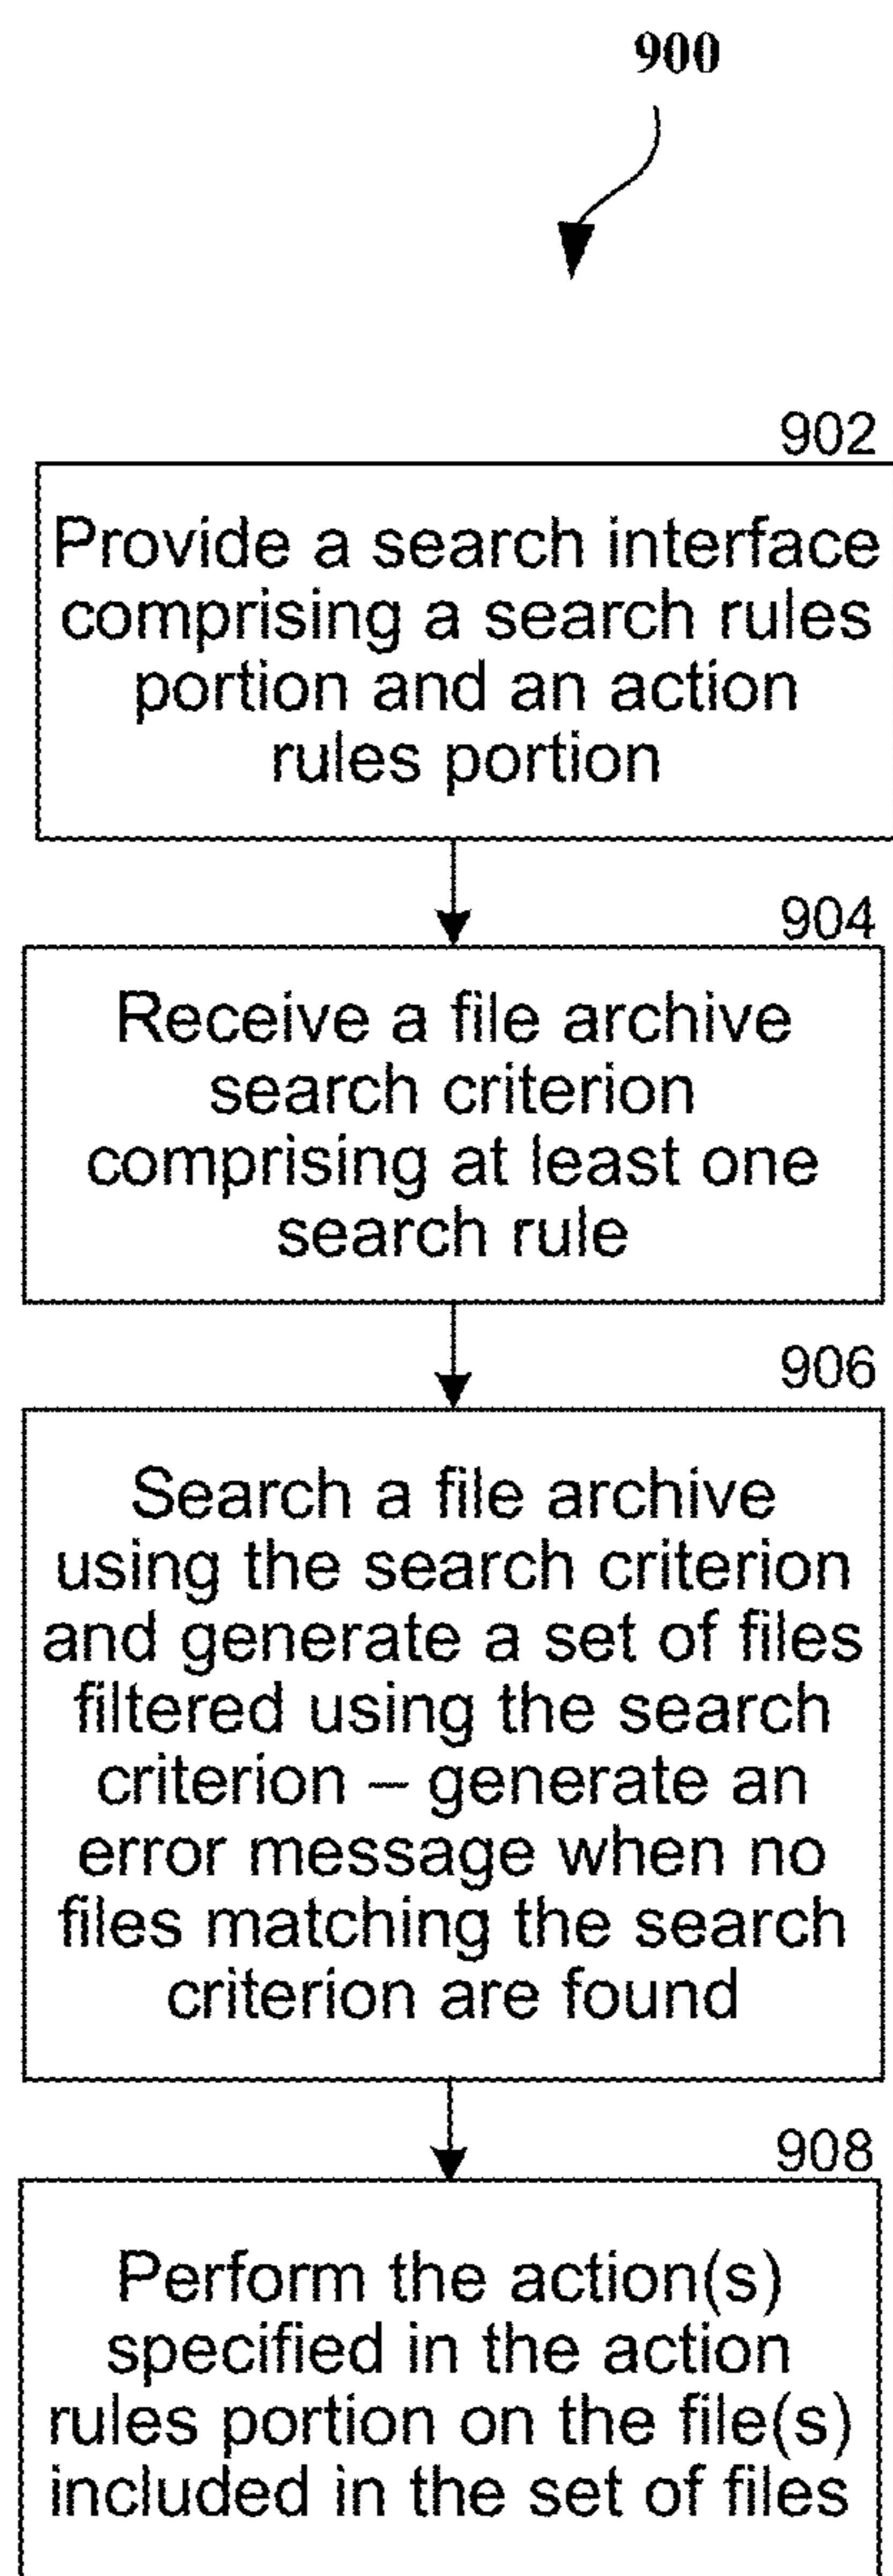 900
902
Provide a search interface
comprising a search rules
portion and an action
rules portion
904
Receive a file archive
search criterion
comprising at least one
search rule
906
Search a file archive
using the search criterion
and generate a set of files
filtered using the search
criterion – generate an
error message when no
files matching the search
criterion are found
908
Perform the action(s)
specified in the action
rules portion on the file(s)
included in the set of files